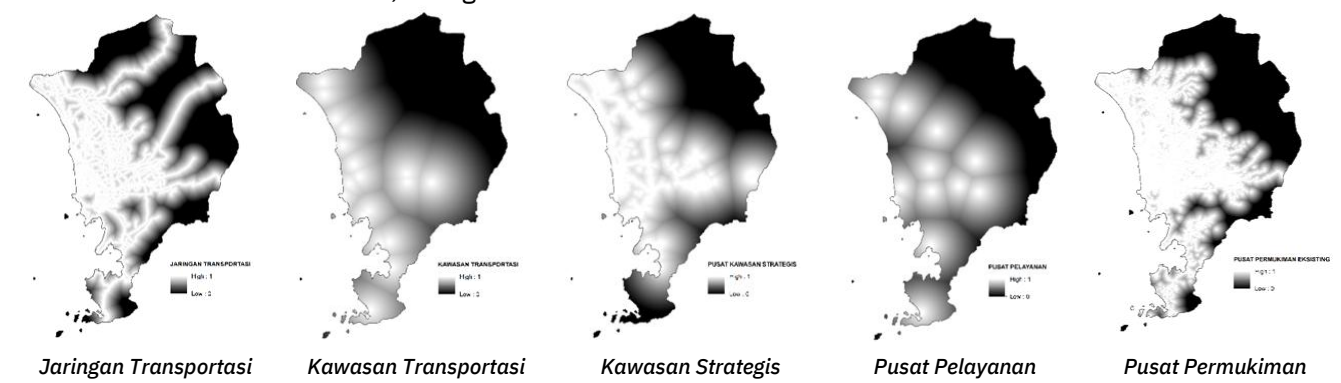 JARINGAN TRANSPORTASI
High : 1
Low : 0
KAWASAN TRANSPORTASI
High : 1
Low : 0
PUSAT KAWASAN STRATEGIS
High : 1
Low : 0
PUSAT PELAYANAN
High : 1
Low : 0
PUSAT PERMUKIMAN EKSISTING
High : 1
Low : 0
Jaringan Transportasi
Kawasan Transportasi
Kawasan Strategis
Pusat Pelayanan
Pusat Permukiman